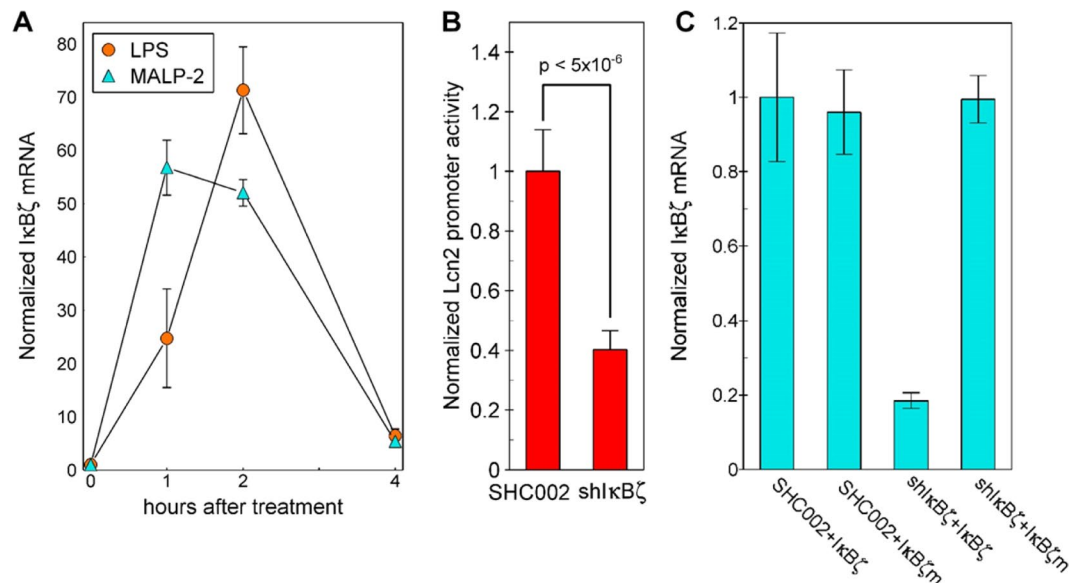 A
Normalized IκBζ mRNA
80
70
60
50
40
30
20
10
0
LPS
MALP-2
0 1 2 4
hours after treatment
B
Normalized Lcn2 promoter activity
1.4
1.2
1
0.8
0.6
0.4
0.2
0
p < 5x10⁻⁶
SHC002 shIκBζ
C
Normalized IκBζ mRNA
1.2
1
0.8
0.6
0.4
0.2
0
SHC002+IκBζ
SHC002+IκBζm
shIκBζ+IκBζ
shIκBζ+IκBζm